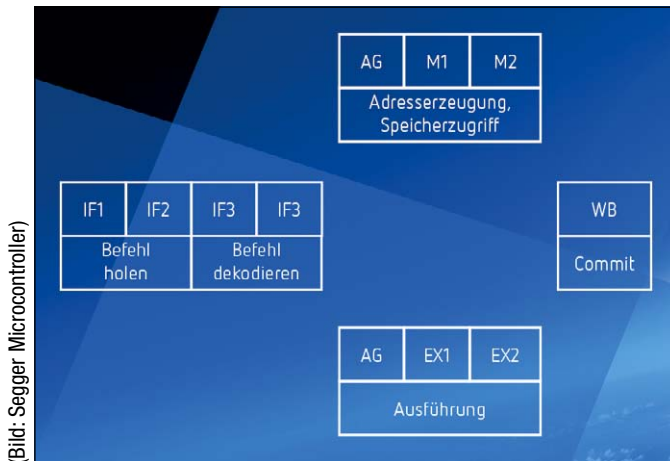 AG M1 M2
Adresserzeugung,
Speicherzugriff
IF1 IF2 IF3 IF3
Befehl
holen
Befehl
dekodieren
WB
Commit
AG EX1 EX2
Ausführung
(Bild: Segger Microcontroller)